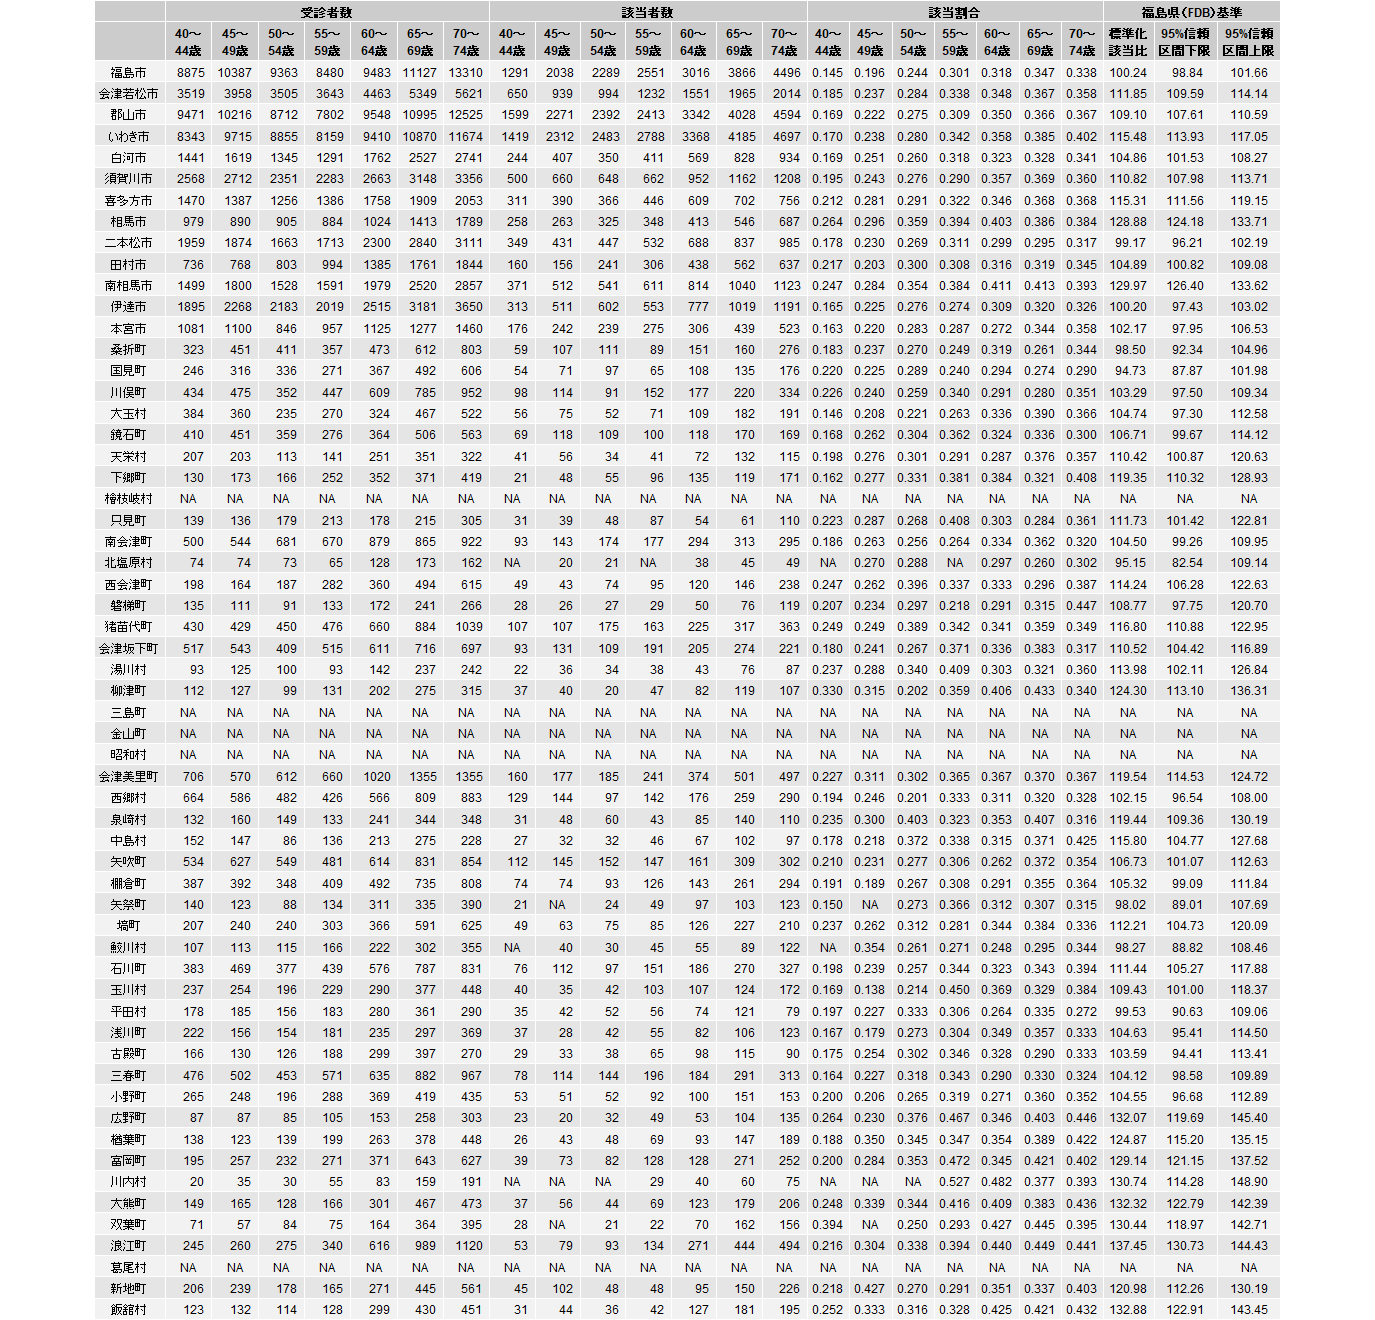 受診者数 該当者数 該当割合 福島県(FDB)基準
40～ 45～ 50～ 55～ 60～ 65～ 70～ 40～ 45～ 50～ 55～ 60～ 65～ 70～ 40～ 45～ 50～ 55～ 60～ 65～ 70～ 標準化 95%信頼 95%信頼
44歳 49歳 54歳 59歳 64歳 69歳 74歳 44歳 49歳 54歳 59歳 64歳 69歳 74歳 44歳 49歳 54歳 59歳 64歳 69歳 74歳 該当比 区間下限 区間上限
福島市 8875 10387 9363 8480 9483 11127 13310 1291 2038 2289 2551 3016 3866 4496 0.145 0.196 0.244 0.301 0.318 0.347 0.338 100.24 98.84 101.66
会津若松市 3519 3958 3505 3643 4463 5349 5621 650 939 994 1232 1551 1965 2014 0.185 0.237 0.284 0.338 0.348 0.367 0.358 111.85 109.59 114.14
郡山市 9471 10216 8712 7802 9548 10995 12525 1599 2271 2392 2413 3342 4028 4594 0.169 0.222 0.275 0.309 0.350 0.366 0.367 109.10 107.61 110.59
いわき市 8343 9715 8855 8159 9410 10870 11674 1419 2312 2483 2788 3368 4185 4697 0.170 0.238 0.280 0.342 0.358 0.385 0.402 115.48 113.93 117.05
白河市 1441 1619 1345 1291 1762 2527 2741 244 407 350 411 569 828 934 0.169 0.251 0.260 0.318 0.323 0.328 0.341 104.86 101.53 108.27
須賀川市 2568 2712 2351 2283 2663 3148 3356 500 660 648 662 952 1162 1208 0.195 0.243 0.276 0.290 0.357 0.369 0.360 110.82 107.98 113.71
喜多方市 1470 1387 1256 1386 1758 1909 2053 311 390 366 446 609 702 756 0.212 0.281 0.291 0.322 0.346 0.368 0.368 115.31 111.56 119.15
相馬市 979 890 905 884 1024 1413 1789 258 263 325 348 413 546 687 0.264 0.296 0.359 0.394 0.403 0.386 0.384 128.88 124.18 133.71
二本松市 1959 1874 1663 1713 2300 2840 3111 349 431 447 532 688 837 985 0.178 0.230 0.269 0.311 0.299 0.295 0.317 99.17 96.21 102.19
田村市 736 768 803 994 1385 1761 1844 160 156 241 306 438 562 637 0.217 0.203 0.300 0.308 0.316 0.319 0.345 104.89 100.82 109.08
南相馬市 1499 1800 1528 1591 1979 2520 2857 371 512 541 611 814 1040 1123 0.247 0.284 0.354 0.384 0.411 0.413 0.393 129.97 126.40 133.62
伊達市 1895 2268 2183 2019 2515 3181 3650 313 511 602 553 777 1019 1191 0.165 0.225 0.276 0.274 0.309 0.320 0.326 100.20 97.43 103.02
本宮市 1081 1100 846 957 1125 1277 1460 176 242 239 275 306 439 523 0.163 0.220 0.283 0.287 0.272 0.344 0.358 102.17 97.95 106.53
桑折町 323 451 411 357 473 612 803 59 107 111 89 151 160 276 0.183 0.237 0.270 0.249 0.319 0.261 0.344 98.50 92.34 104.96
国見町 246 316 336 271 367 492 606 54 71 97 65 108 135 176 0.220 0.225 0.289 0.240 0.294 0.274 0.290 94.73 87.87 101.98
川俣町 434 475 352 447 609 785 952 98 114 91 152 177 220 334 0.226 0.240 0.259 0.340 0.291 0.280 0.351 103.29 97.50 109.34
大玉村 384 360 235 270 324 467 522 56 75 52 71 109 182 191 0.146 0.208 0.221 0.263 0.336 0.390 0.366 104.74 97.30 112.58
鏡石町 410 451 359 276 364 506 563 69 118 109 100 118 170 169 0.168 0.262 0.304 0.362 0.324 0.336 0.300 106.71 99.67 114.12
天栄村 207 203 113 141 251 351 322 41 56 34 41 72 132 115 0.198 0.276 0.301 0.291 0.287 0.376 0.357 110.42 100.87 120.63
下郷町 130 173 166 252 352 371 419 21 48 55 96 135 119 171 0.162 0.277 0.331 0.381 0.384 0.321 0.408 119.35 110.32 128.93
檜枝岐村 NA NA NA NA NA NA NA NA NA NA NA NA NA NA NA NA NA NA NA NA NA NA NA NA
只見町 139 136 179 213 178 215 305 31 39 48 87 54 61 110 0.223 0.287 0.268 0.408 0.303 0.284 0.361 111.73 101.42 122.81
南会津町 500 544 681 670 879 865 922 93 143 174 177 294 313 295 0.186 0.263 0.256 0.264 0.334 0.362 0.320 104.50 99.26 109.95
北塩原村 74 74 73 65 128 173 162 NA 20 21 NA 38 45 49 NA 0.270 0.288 NA 0.297 0.260 0.302 95.15 82.54 109.14
西会津町 198 164 187 282 360 494 615 49 43 74 95 120 146 238 0.247 0.262 0.396 0.337 0.333 0.296 0.387 114.24 106.28 122.63
磐梯町 135 111 91 133 172 241 266 28 26 27 29 50 76 119 0.207 0.234 0.297 0.218 0.291 0.315 0.447 108.77 97.75 120.70
猪苗代町 430 429 450 476 660 884 1039 107 107 175 163 225 317 363 0.249 0.249 0.389 0.342 0.341 0.359 0.349 116.80 110.88 122.95
会津坂下町 517 543 409 515 611 716 697 93 131 109 191 205 274 221 0.180 0.241 0.267 0.371 0.336 0.383 0.317 110.52 104.42 116.89
湯川村 93 125 100 93 142 237 242 22 36 34 38 43 76 87 0.237 0.288 0.340 0.409 0.303 0.321 0.360 113.98 102.11 126.84
柳津町 112 127 99 131 202 275 315 37 40 20 47 82 119 107 0.330 0.315 0.202 0.359 0.406 0.433 0.340 124.30 113.10 136.31
三島町 NA NA NA NA NA NA NA NA NA NA NA NA NA NA NA NA NA NA NA NA NA NA NA NA
金山町 NA NA NA NA NA NA NA NA NA NA NA NA NA NA NA NA NA NA NA NA NA NA NA NA
昭和村 NA NA NA NA NA NA NA NA NA NA NA NA NA NA NA NA NA NA NA NA NA NA NA NA
会津美里町 706 570 612 660 1020 1355 1355 160 177 185 241 374 501 497 0.227 0.311 0.302 0.365 0.367 0.370 0.367 119.54 114.53 124.72
西郷村 664 586 482 426 566 809 883 129 144 97 142 176 259 290 0.194 0.246 0.201 0.333 0.311 0.320 0.328 102.15 96.54 108.00
泉崎村 132 160 149 133 241 344 348 31 48 60 43 85 140 110 0.235 0.300 0.403 0.323 0.353 0.407 0.316 119.44 109.36 130.19
中島村 152 147 86 136 213 275 228 27 32 32 46 67 102 97 0.178 0.218 0.372 0.338 0.315 0.371 0.425 115.80 104.77 127.68
矢吹町 534 627 549 481 614 831 854 112 145 152 147 161 309 302 0.210 0.231 0.277 0.306 0.262 0.372 0.354 106.73 101.07 112.63
棚倉町 387 392 348 409 492 735 808 74 74 93 126 143 261 294 0.191 0.189 0.267 0.308 0.291 0.355 0.364 105.32 99.09 111.84
矢祭町 140 123 88 134 311 335 390 21 NA 24 49 97 103 123 0.150 NA 0.273 0.366 0.312 0.307 0.315 98.02 89.01 107.69
塙町 207 240 240 303 366 591 625 49 63 75 85 126 227 210 0.237 0.262 0.312 0.281 0.344 0.384 0.336 112.21 104.73 120.09
鮫川村 107 113 115 166 222 302 355 NA 40 30 45 55 89 122 NA 0.354 0.261 0.271 0.248 0.295 0.344 98.27 88.82 108.46
石川町 383 469 377 439 576 787 831 76 112 97 151 186 270 327 0.198 0.239 0.257 0.344 0.323 0.343 0.394 111.44 105.27 117.88
玉川村 237 254 196 229 290 377 448 40 35 42 103 107 124 172 0.169 0.138 0.214 0.450 0.369 0.329 0.384 109.43 101.00 118.37
平田村 178 185 156 183 280 361 290 35 42 52 56 74 121 79 0.197 0.227 0.333 0.306 0.264 0.335 0.272 99.53 90.63 109.06
浅川町 222 156 154 181 235 297 369 37 28 42 55 82 106 123 0.167 0.179 0.273 0.304 0.349 0.357 0.333 104.63 95.41 114.50
古殿町 166 130 126 188 299 397 270 29 33 38 65 98 115 90 0.175 0.254 0.302 0.346 0.328 0.290 0.333 103.59 94.41 113.41
三春町 476 502 453 571 635 882 967 78 114 144 196 184 291 313 0.164 0.227 0.318 0.343 0.290 0.330 0.324 104.12 98.58 109.89
小野町 265 248 196 288 369 419 435 53 51 52 92 100 151 153 0.200 0.206 0.265 0.319 0.271 0.360 0.352 104.55 96.68 112.89
広野町 87 87 85 105 153 258 303 23 20 32 49 53 104 135 0.264 0.230 0.376 0.467 0.346 0.403 0.446 132.07 119.69 145.40
楢葉町 138 123 139 199 263 378 448 26 43 48 69 93 147 189 0.188 0.350 0.345 0.347 0.354 0.389 0.422 124.87 115.20 135.15
富岡町 195 257 232 271 371 643 627 39 73 82 128 128 271 252 0.200 0.284 0.353 0.472 0.345 0.421 0.402 129.14 121.15 137.52
川内村 20 35 30 55 83 159 191 NA NA NA 29 40 60 75 NA NA NA 0.527 0.482 0.377 0.393 130.74 114.28 148.90
大熊町 149 165 128 166 301 467 473 37 56 44 69 123 179 206 0.248 0.339 0.344 0.416 0.409 0.383 0.436 132.32 122.79 142.39
双葉町 71 57 84 75 164 364 395 28 NA 21 22 70 162 156 0.394 NA 0.250 0.293 0.427 0.445 0.395 130.44 118.97 142.71
浪江町 245 260 275 340 616 989 1120 53 79 93 134 271 444 494 0.216 0.304 0.338 0.394 0.440 0.449 0.441 137.45 130.73 144.43
葛尾村 NA NA NA NA NA NA NA NA NA NA NA NA NA NA NA NA NA NA NA NA NA NA NA NA
新地町 206 239 178 165 271 445 561 45 102 48 48 95 150 226 0.218 0.427 0.270 0.291 0.351 0.337 0.403 120.98 112.26 130.19
飯舘村 123 132 114 128 299 430 451 31 44 36 42 127 181 195 0.252 0.333 0.316 0.328 0.425 0.421 0.432 132.88 122.91 143.45